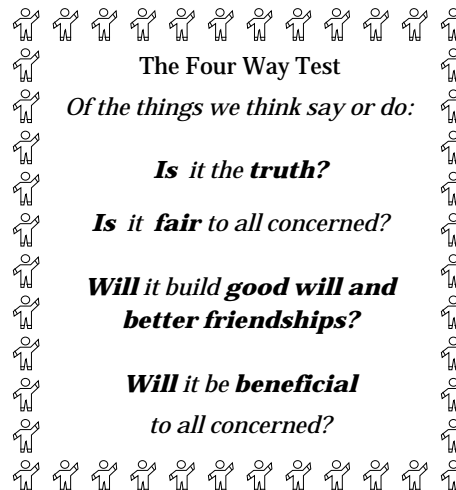 The Four Way Test
Of the things we think say or do:
Is it the truth?
Is it fair to all concerned?
Will it build good will and
better friendships?
Will it be beneficial
to all concerned?